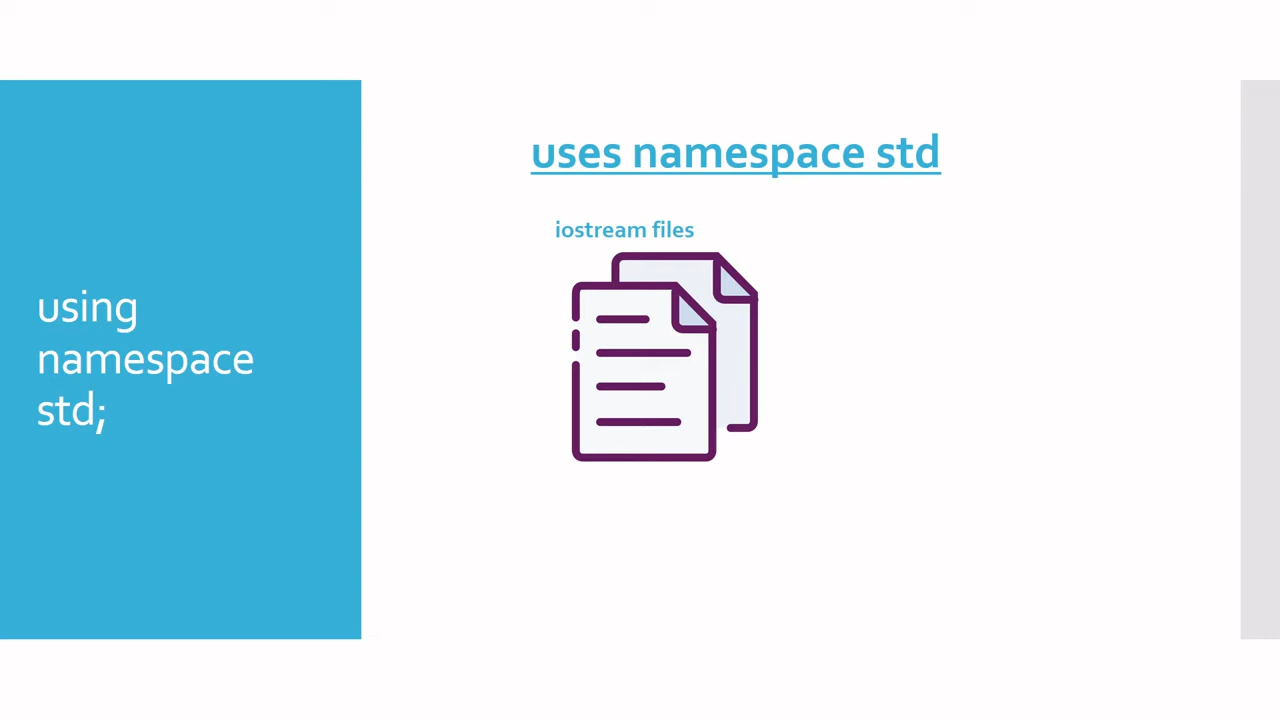 using
namespace
std;
uses namespace std
iostream files